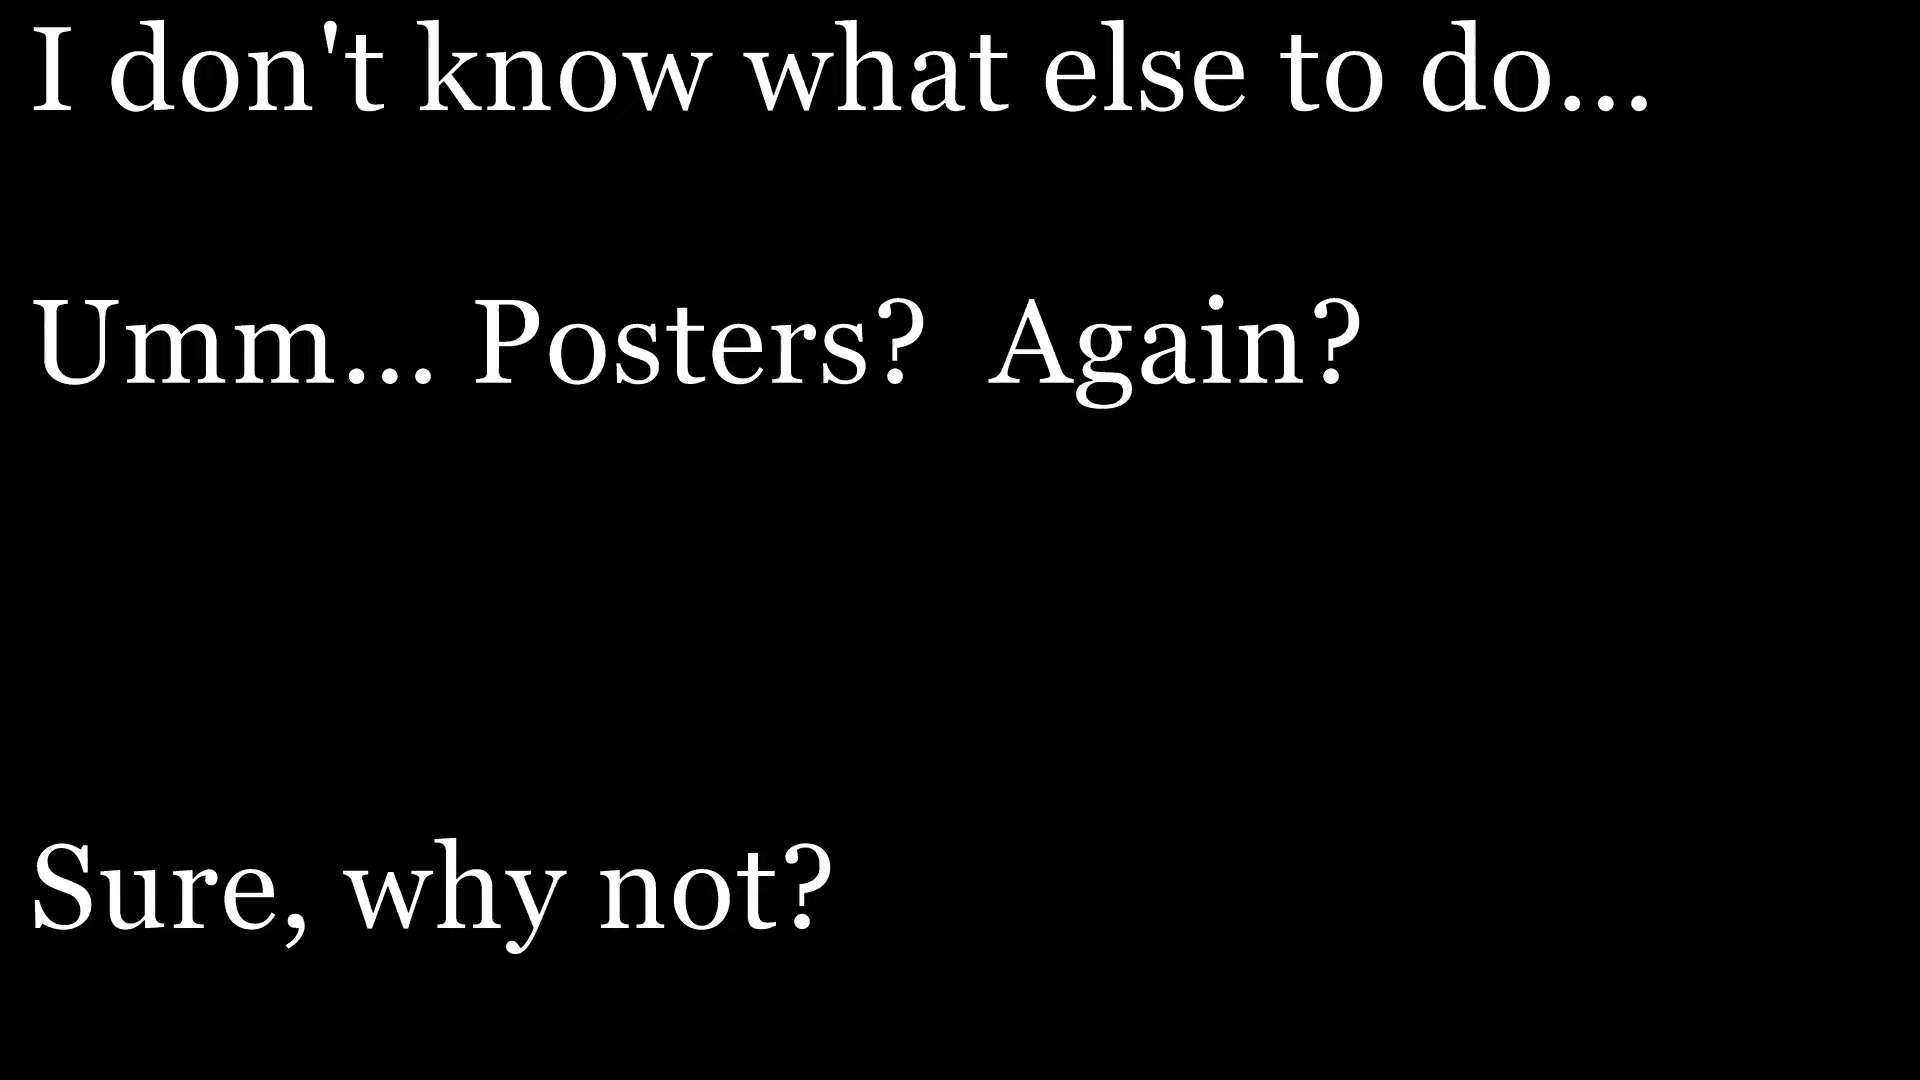 I don't know what else to do...
Umm... Posters?  Again?
Sure, why not?